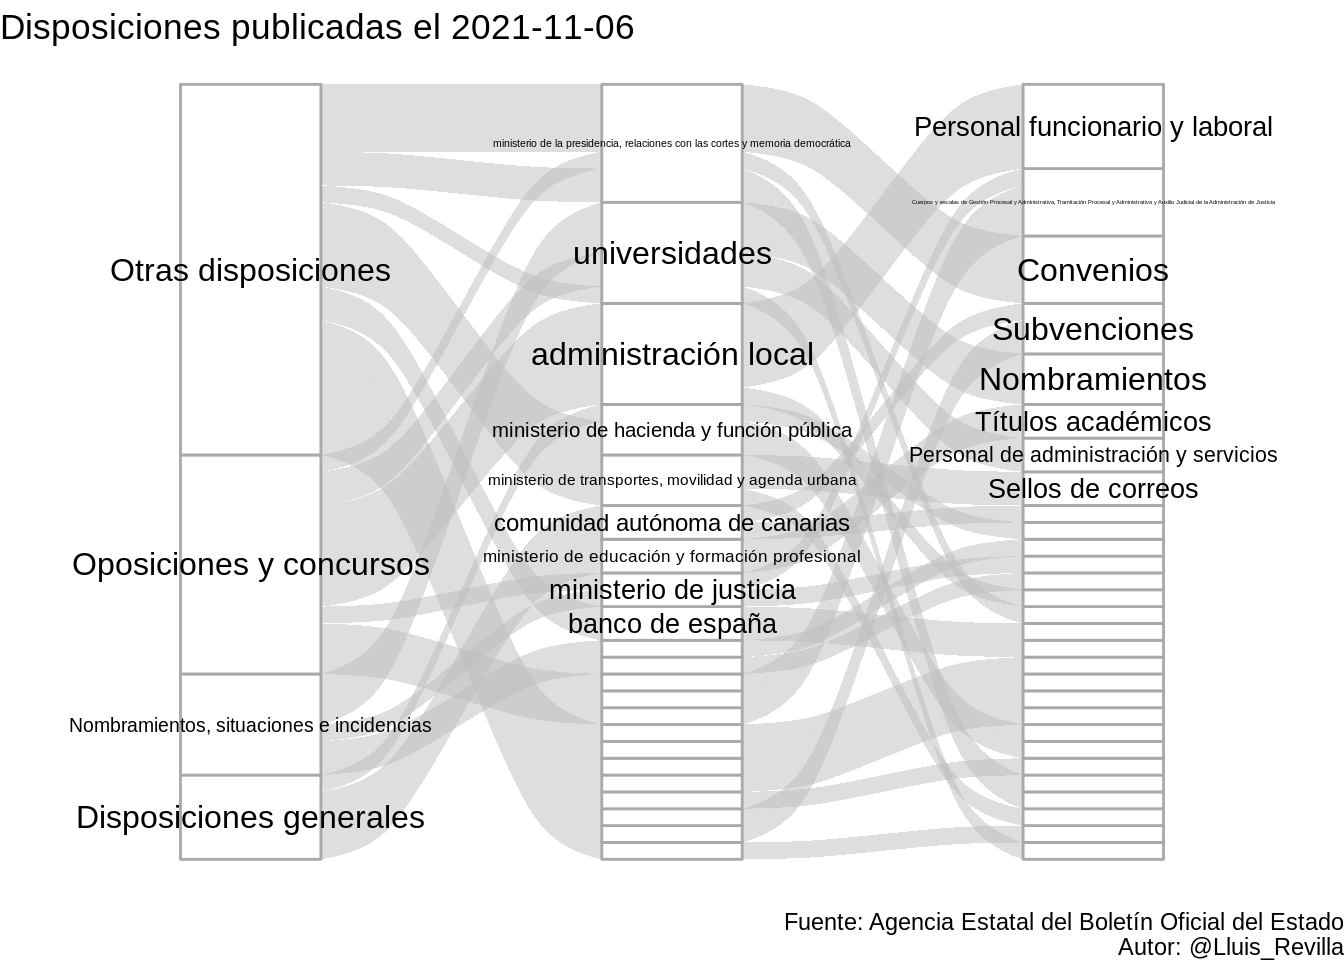 Disposiciones publicadas el 2021-11-06
Otras disposiciones
Oposiciones y concursos
Nombramientos, situaciones e incidencias
Disposiciones generales
ministerio de la presidencia, relaciones con las cortes y memoria democrática
universidades
administración local
ministerio de hacienda y función pública
ministerio de transportes, movilidad y agenda urbana
comunidad autónoma de canarias
ministerio de educación y formación profesional
ministerio de justicia
banco de españa
Personal funcionario y laboral
Cuerpos y escalas de Gestión Procesal y Administrativa, Tramitación Procesal y Administrativa y Auxilio Judicial de la Administración de Justicia
Convenios
Subvenciones
Nombramientos
Títulos académicos
Personal de administración y servicios
Sellos de correos
Fuente: Agencia Estatal del Boletín Oficial del Estado
Autor: @Lluis_Revilla